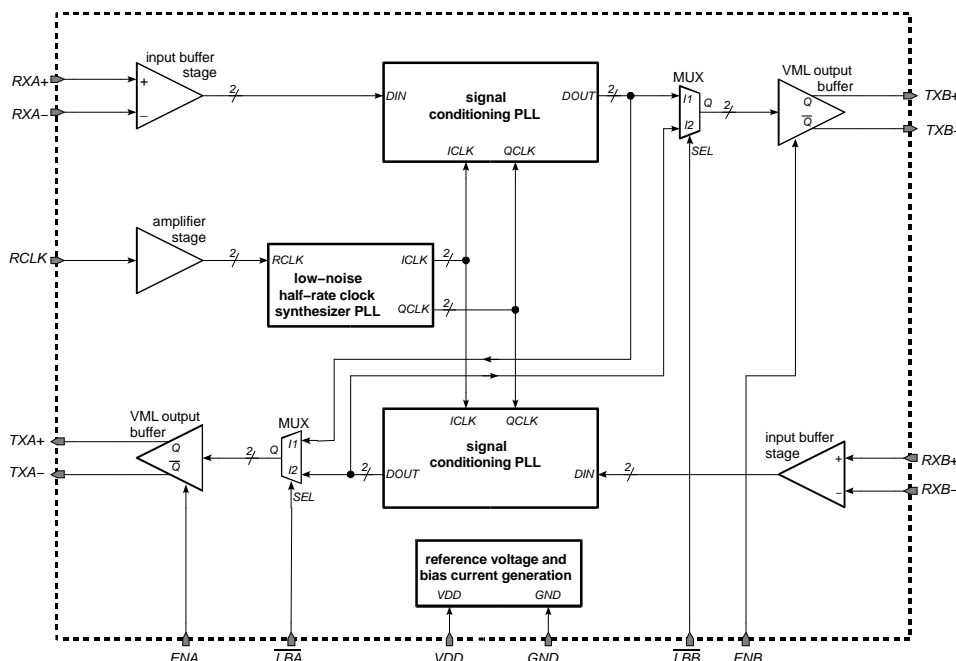 input buffer
stage
RXA+
RXA−
+
−
2
DIN
signal
conditioning PLL
DOUT
2
ICLK
QCLK
MUX
I1
I2
Q
SEL
2
VML output
buffer
Q
Q
TXB+
TXB−
amplifier
stage
RCLK
2
RCLK
ICLK
low−noise
half−rate clock
synthesizer PLL
QCLK
2
2
VML output
buffer
TXA+
TXA−
Q
Q
2
MUX
Q
I1
I2
SEL
2
ICLK
QCLK
signal
conditioning PLL
DOUT
DIN
2
input buffer
stage
+
−
RXB+
RXB−
reference voltage and
bias current generation
VDD
GND
ENA
LBA
VDD
GND
LBB
ENB